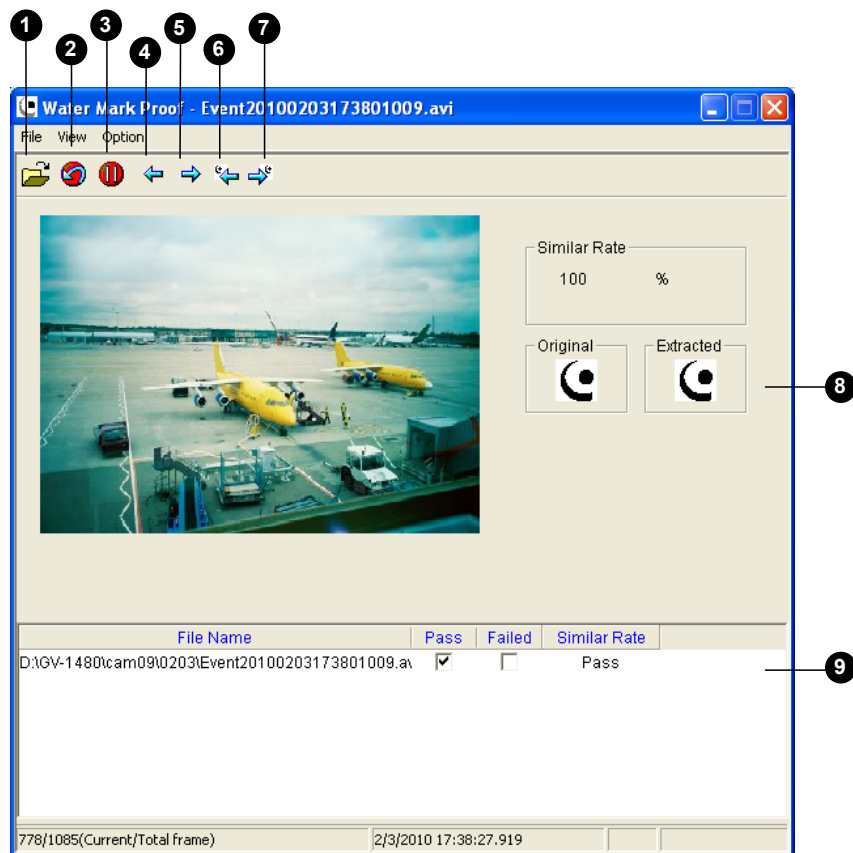 1
2
3
4
5
6
7
Water Mark Proof - Event20100203173801009.avi
File View Option
Similar Rate
100 %
Original
Extracted
8
File Name Pass Failed Similar Rate
D:\GV-1480\cam09\0203\Event20100203173801009.av Pass
9
778/1085(Current/Total frame) 2/3/2010 17:38:27.919